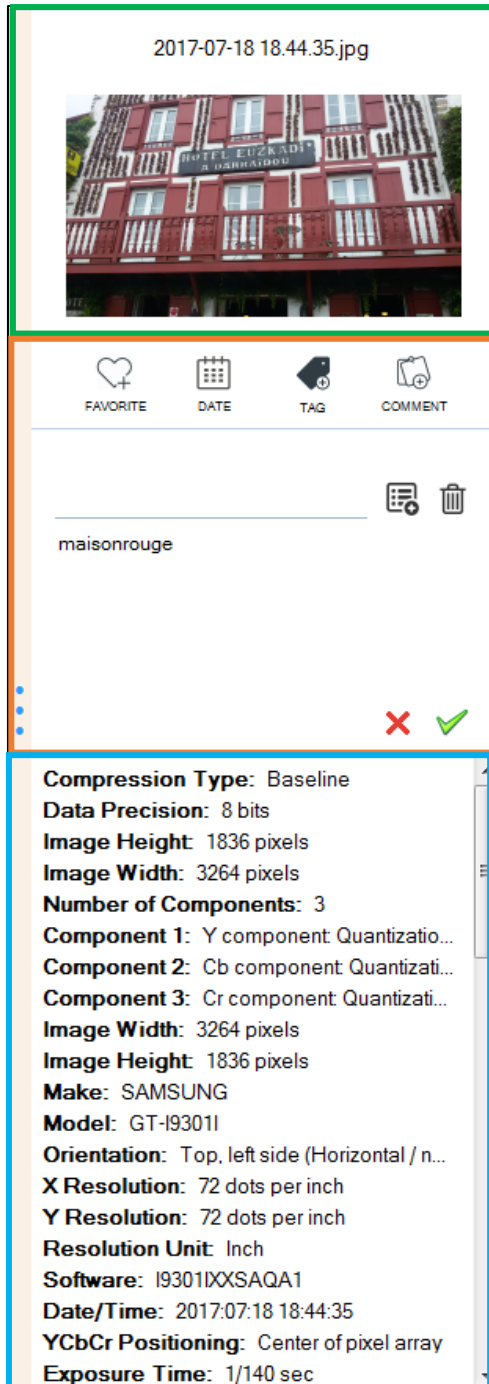 2017-07-18 18.44.35.jpg
HOTEL EUZKADI
A DARRAÏDOU
FAVORITE DATE TAG COMMENT
maisonrouge
Compression Type: Baseline
Data Precision: 8 bits
Image Height: 1836 pixels
Image Width: 3264 pixels
Number of Components: 3
Component 1: Y component: Quantizatio...
Component 2: Cb component: Quantizati...
Component 3: Cr component: Quantizati...
Image Width: 3264 pixels
Image Height: 1836 pixels
Make: SAMSUNG
Model: GT-I9301I
Orientation: Top, left side (Horizontal / n...
X Resolution: 72 dots per inch
Y Resolution: 72 dots per inch
Resolution Unit: Inch
Software: I9301IXXSAQA1
Date/Time: 2017:07:18 18:44:35
YCbCr Positioning: Center of pixel array
Exposure Time: 1/140 sec